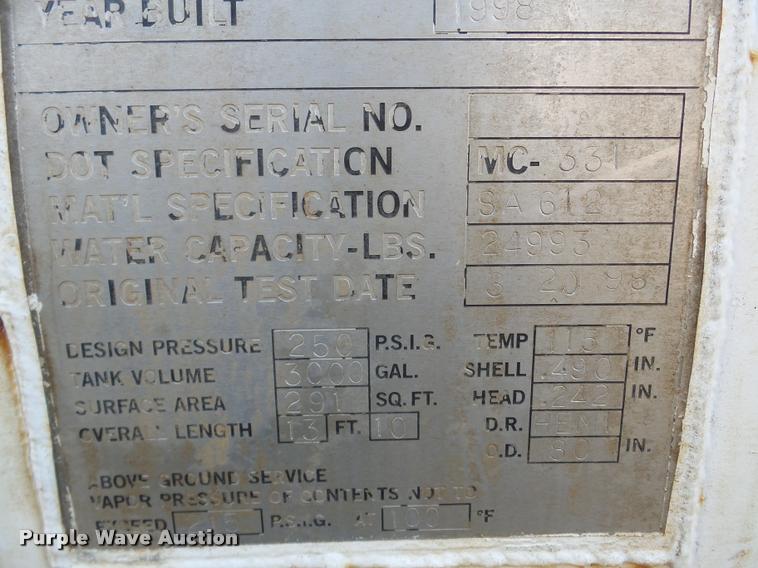 YEAR BUILT 1998
OWNER'S SERIAL NO.
DOT SPECIFICATION MC-331
MAT'L SPECIFICATION SA 612
WATER CAPACITY-LBS. 24993
ORIGINAL TEST DATE 3 20 98
DESIGN PRESSURE 250 P.S.I.G. TEMP 115 °F
TANK VOLUME 3000 GAL. SHELL .490 IN.
SURFACE AREA 291 SQ.FT. HEAD .242 IN.
OVERALL LENGTH 13 FT. 10 D.R. HEMI
O.D. 80 IN.
ABOVE GROUND SERVICE
VAPOR PRESSURE OF CONTENTS NOT TO
EXCEED P.S.I.G. AT 100 °F
Purple Wave Auction